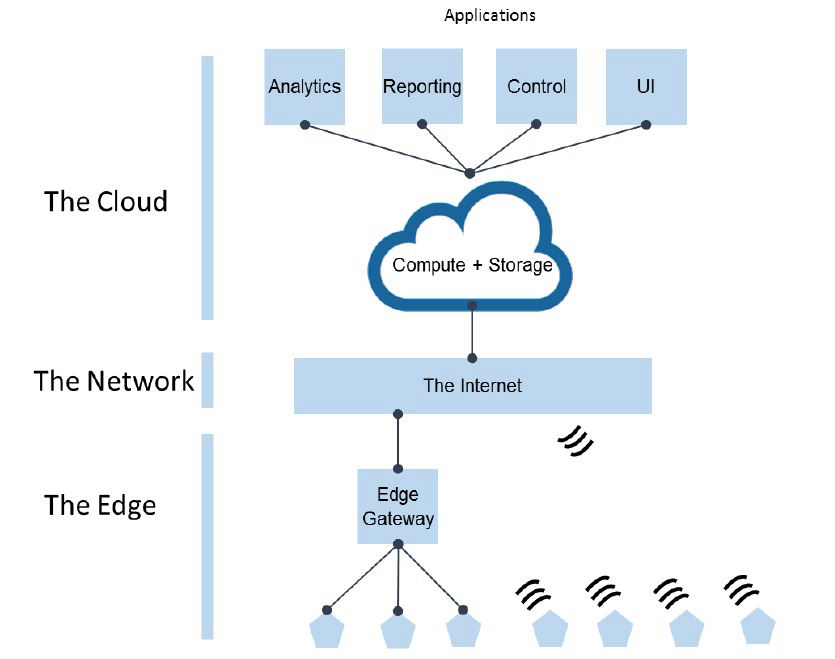 Applications
Analytics
Reporting
Control
UI
The Cloud
Compute + Storage
The Network
The Internet
The Edge
Edge
Gateway